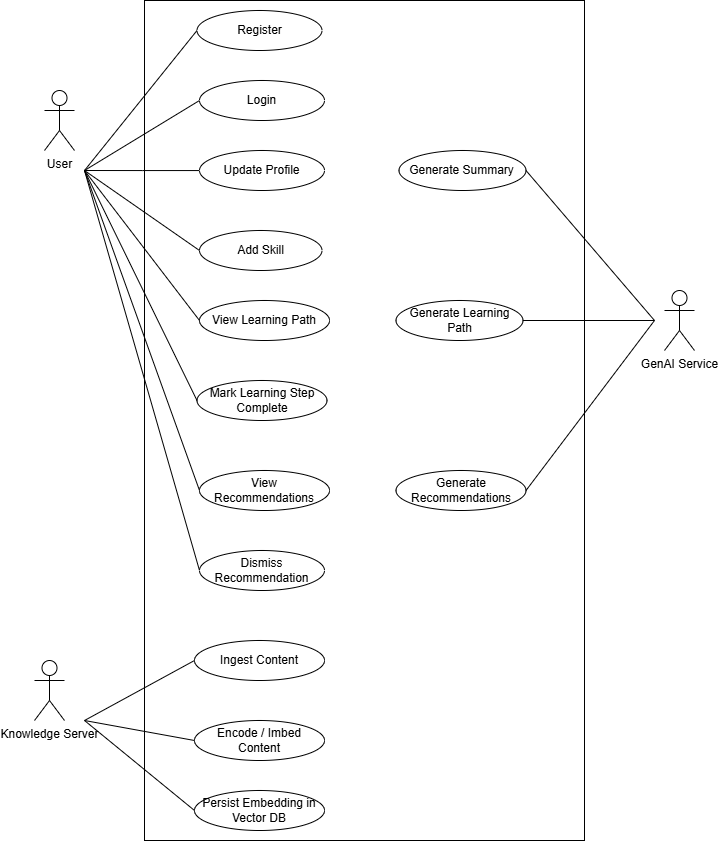 Register
Login
User
Update Profile
Generate Summary
Add Skill
View Learning Path
Generate Learning
Path
GenAI Service
Mark Learning Step
Complete
View
Recommendations
Generate
Recommendations
Dismiss
Recommendation
Ingest Content
Knowledge Server
Encode / Imbed
Content
Persist Embedding in
Vector DB